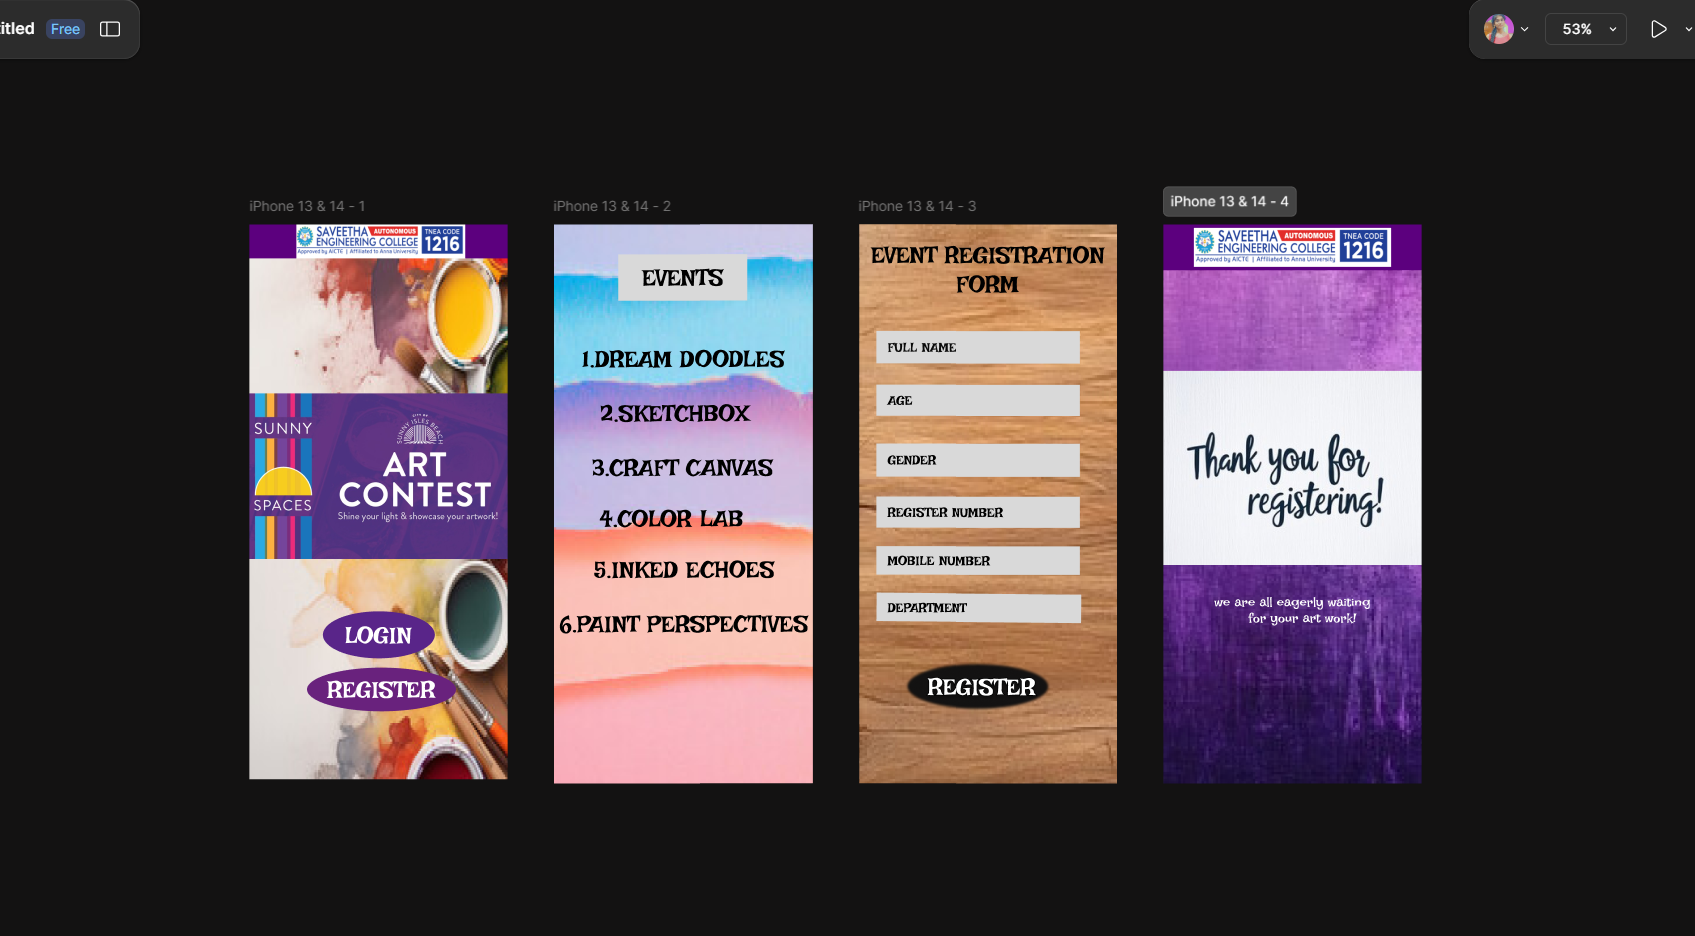 titled
Free
53%
iPhone 13 & 14 - 1
iPhone 13 & 14 - 2
iPhone 13 & 14 - 3
iPhone 13 & 14 - 4
SAVEETHA AUTONOMOUS
ENGINEERING COLLEGE
Approved by AICTE | Affiliated to Anna University
TNEA CODE
1216
SUNNY
SPACES
CITY OF
SUNNY ISLES BEACH
ART
CONTEST
Shine your light & showcase your artwork!
LOGIN
REGISTER
EVENTS
1.DREAM DOODLES
2.SKETCHBOX
3.CRAFT CANVAS
4.COLOR LAB
5.INKED ECHOES
6.PAINT PERSPECTIVES
EVENT REGISTRATION
FORM
FULL NAME
AGE
GENDER
REGISTER NUMBER
MOBILE NUMBER
DEPARTMENT
REGISTER
SAVEETHA AUTONOMOUS
ENGINEERING COLLEGE
Approved by AICTE | Affiliated to Anna University
TNEA CODE
1216
Thank you for
registering!
we are all eagerly waiting
for your art work!